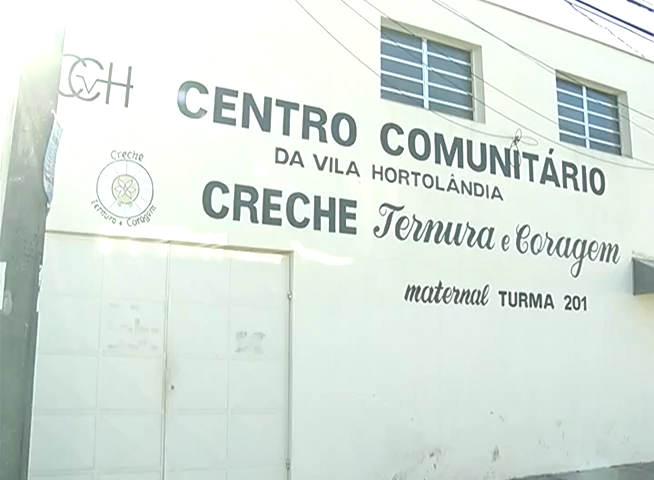 CCVH
CENTRO COMUNITÁRIO
DA VILA HORTOLÂNDIA
Creche
Ternura e Coragem
CRECHE Ternura e Coragem
maternal TURMA 201